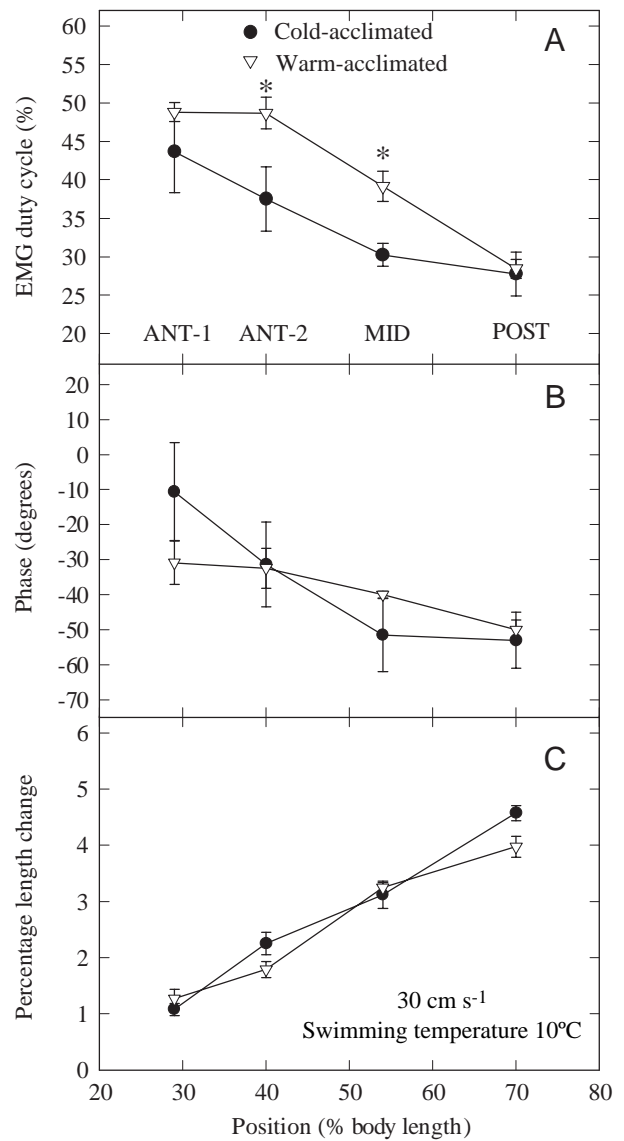 A
● Cold-acclimated
▽ Warm-acclimated
*
*
EMG duty cycle (%)
60
55
50
45
40
35
30
25
20
ANT-1 ANT-2 MID POST
B
Phase (degrees)
20
10
0
-10
-20
-30
-40
-50
-60
-70
C
Percentage length change
6
5
4
3
2
1
0
30 cm s-1
Swimming temperature 10ºC
20 30 40 50 60 70 80
Position (% body length)